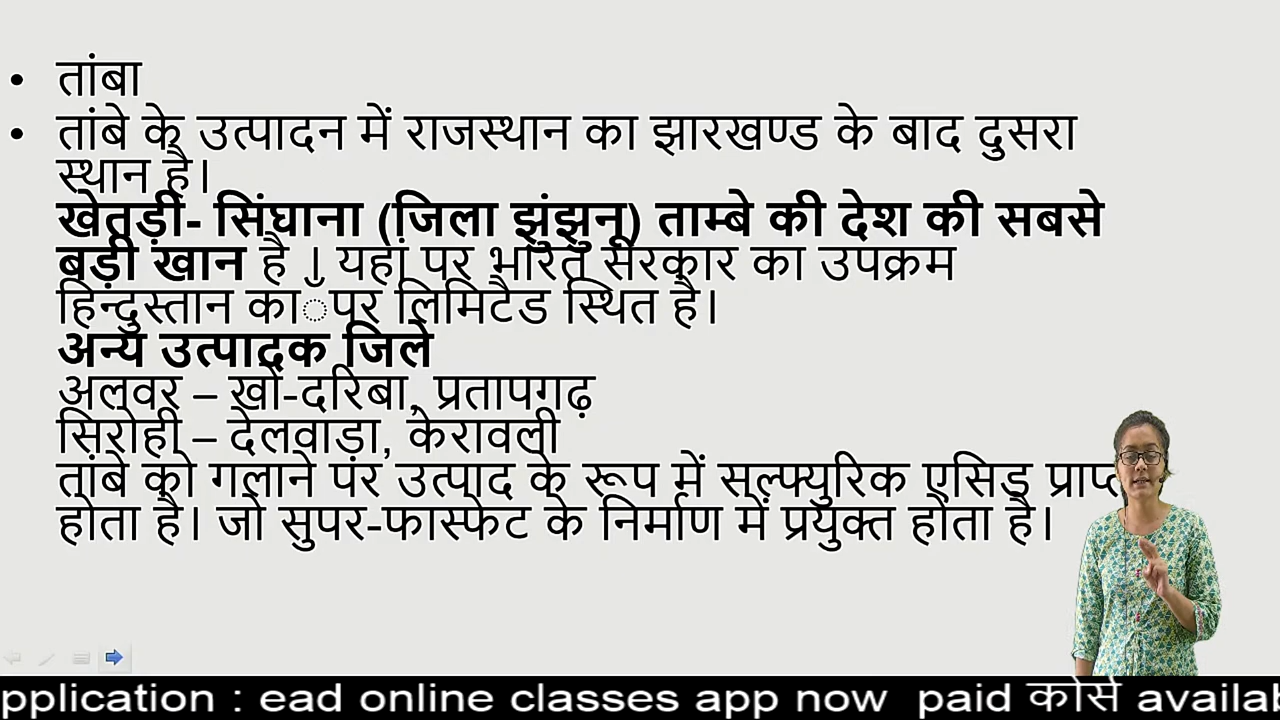 • तांबा
• तांबे के उत्पादन में राजस्थान का झारखण्ड के बाद दुसरा
स्थान है।
खेतड़ी- सिंघाना (जिला झुंझुनू) ताम्बे की देश की सबसे
बड़ी खान है । यहां पर भारत सरकार का उपक्रम
हिन्दुस्तान काॅपर लिमिटैड स्थित है।
अन्य उत्पादक जिले
अलवर – खो-दरिबा, प्रतापगढ़
सिरोही – देलवाड़ा, केरावली
तांबे को गलाने पर उत्पाद के रूप में सल्फ्युरिक एसिड प्राप्त
होता है। जो सुपर-फास्फेट के निर्माण में प्रयुक्त होता है।
pplication : ead online classes app now paid कोर्स availab